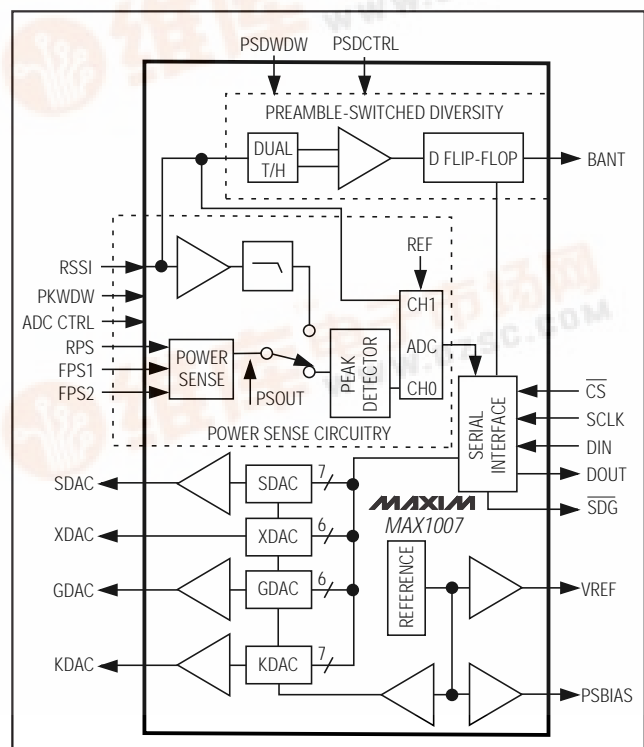 PSDWDW
PSDCTRL
PREAMBLE-SWITCHED DIVERSITY
DUAL
T/H
D FLIP-FLOP
BANT
REF
RSSI
PKWDW
ADC CTRL
RPS
FPS1
FPS2
POWER
SENSE
PSOUT
PEAK
DETECTOR
CH1
ADC
CH0
POWER SENSE CIRCUITRY
SERIAL
INTERFACE
CS
SCLK
DIN
DOUT
SDG
SDAC
SDAC
7
XDAC
XDAC
6
GDAC
GDAC
6
KDAC
KDAC
7
MAXIM
MAX1007
REFERENCE
VREF
PSBIAS